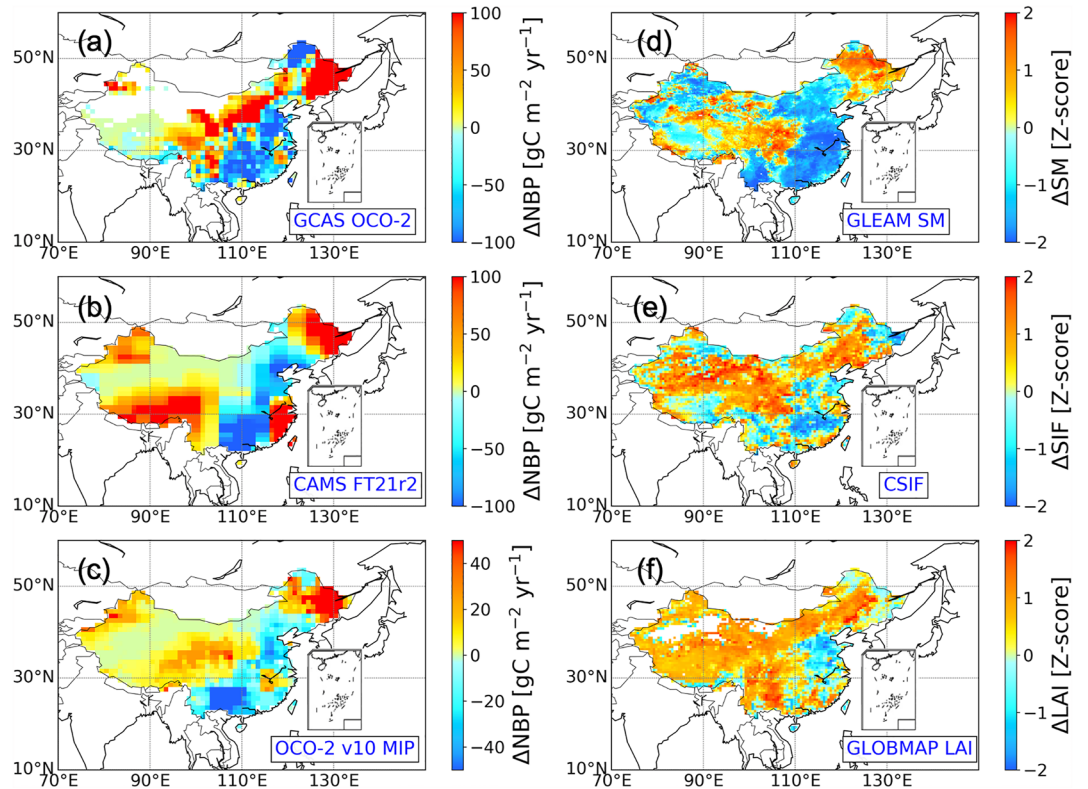 (a)
50°N
30°N
10°N
70°E
90°E
110°E
130°E
GCAS OCO-2
100
50
0
−50
−100
ΔNBP [gC m⁻² yr⁻¹]
(d)
50°N
30°N
10°N
70°E
90°E
110°E
130°E
GLEAM SM
2
1
0
−1
−2
ΔSM [Z-score]
(b)
50°N
30°N
10°N
70°E
90°E
110°E
130°E
CAMS FT21r2
100
50
0
−50
−100
ΔNBP [gC m⁻² yr⁻¹]
(e)
50°N
30°N
10°N
70°E
90°E
110°E
130°E
CSIF
2
1
0
−1
−2
ΔSIF [Z-score]
(c)
50°N
30°N
10°N
70°E
90°E
110°E
130°E
OCO-2 v10 MIP
40
20
0
−20
−40
ΔNBP [gC m⁻² yr⁻¹]
(f)
50°N
30°N
10°N
70°E
90°E
110°E
130°E
GLOBMAP LAI
2
1
0
−1
−2
ΔLAI [Z-score]